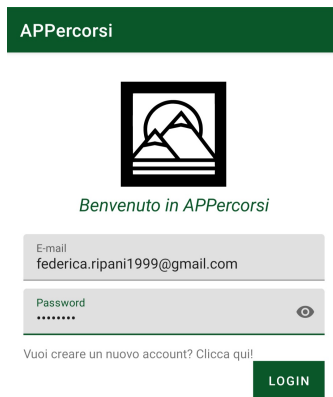 APPercorsi
Benvenuto in APPercorsi
E-mail
federica.ripani1999@gmail.com
Password
••••••••
Vuoi creare un nuovo account? Clicca qui!
LOGIN